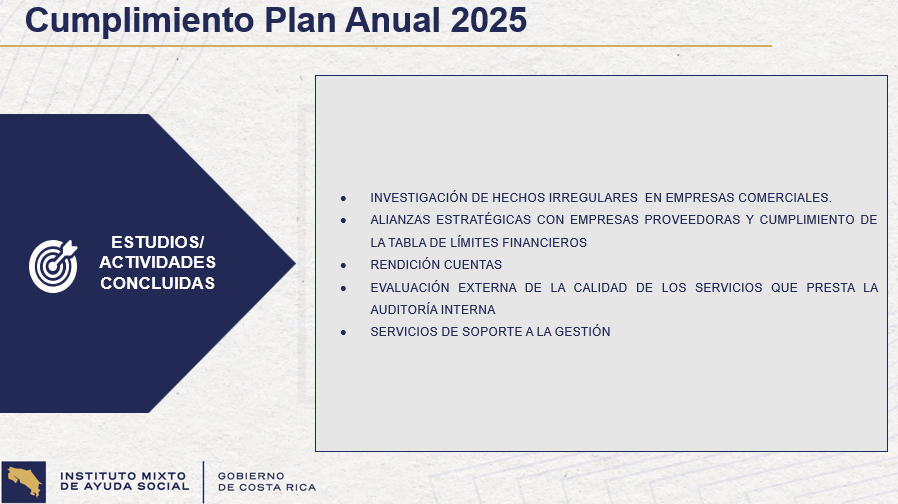 Cumplimiento Plan Anual 2025
ESTUDIOS/
ACTIVIDADES
CONCLUIDAS
● INVESTIGACIÓN DE HECHOS IRREGULARES EN EMPRESAS COMERCIALES.
● ALIANZAS ESTRATÉGICAS CON EMPRESAS PROVEEDORAS Y CUMPLIMIENTO DE
LA TABLA DE LÍMITES FINANCIEROS
● RENDICIÓN CUENTAS
● EVALUACIÓN EXTERNA DE LA CALIDAD DE LOS SERVICIOS QUE PRESTA LA
AUDITORÍA INTERNA
● SERVICIOS DE SOPORTE A LA GESTIÓN
INSTITUTO MIXTO
DE AYUDA SOCIAL
GOBIERNO
DE COSTA RICA